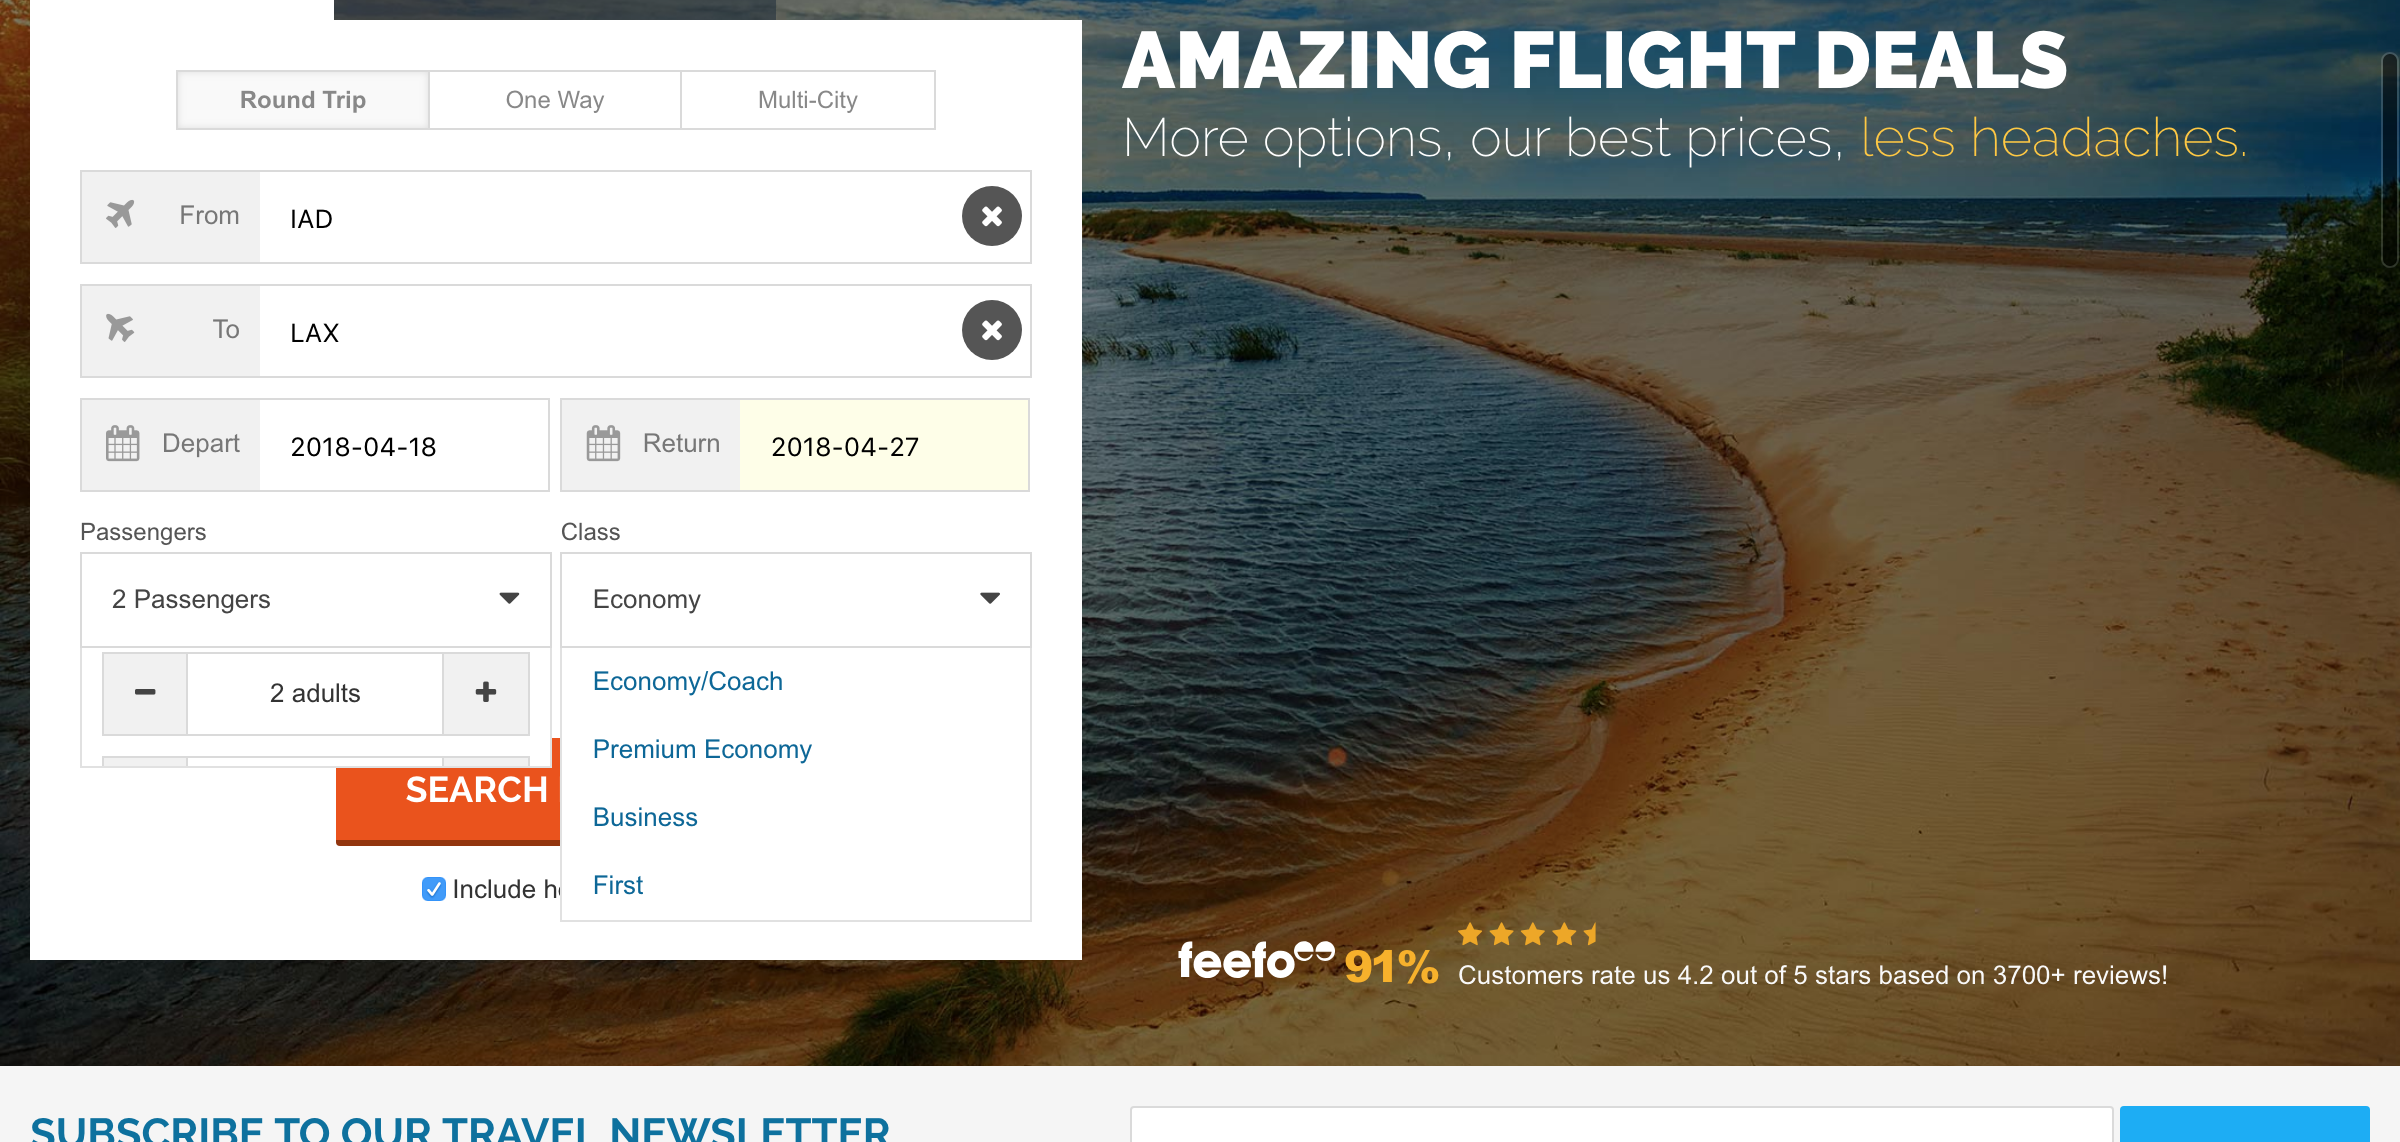 Round Trip
One Way
Multi-City
From
IAD
To
LAX
Depart
2018-04-18
Return
2018-04-27
Passengers
Class
2 Passengers
Economy
2 adults
Economy/Coach
Premium Economy
Business
First
SEARCH
Include
AMAZING FLIGHT DEALS
More options, our best prices, less headaches.
feefo 91%
Customers rate us 4.2 out of 5 stars based on 3700+ reviews!
SUBSCRIBE TO OUR TRAVEL NEWSLETTER